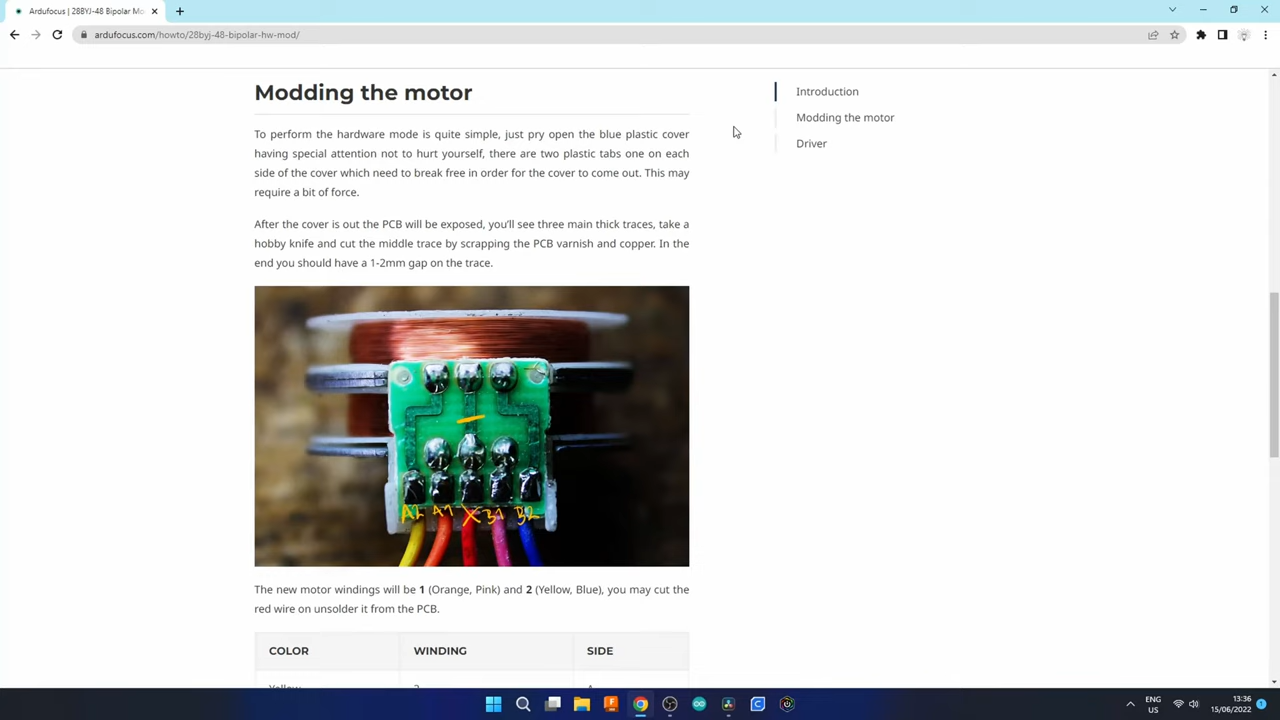 Ardufocus | 28BYJ-48 Bipolar Mo
ardufocus.com/howto/28byj-48-bipolar-hw-mod/
Modding the motor
To perform the hardware mode is quite simple, just pry open the blue plastic cover
having special attention not to hurt yourself, there are two plastic tabs one on each
side of the cover which need to break free in order for the cover to come out. This may
require a bit of force.
After the cover is out the PCB will be exposed, you'll see three main thick traces, take a
hobby knife and cut the middle trace by scrapping the PCB varnish and copper. In the
end you should have a 1-2mm gap on the trace.
A2 A1 X B1 B2
The new motor windings will be 1 (Orange, Pink) and 2 (Yellow, Blue), you may cut the
red wire on unsolder it from the PCB.
COLOR WINDING SIDE
Yellow 2 A
Introduction
Modding the motor
Driver
ENG
US
13:36
15/06/2022